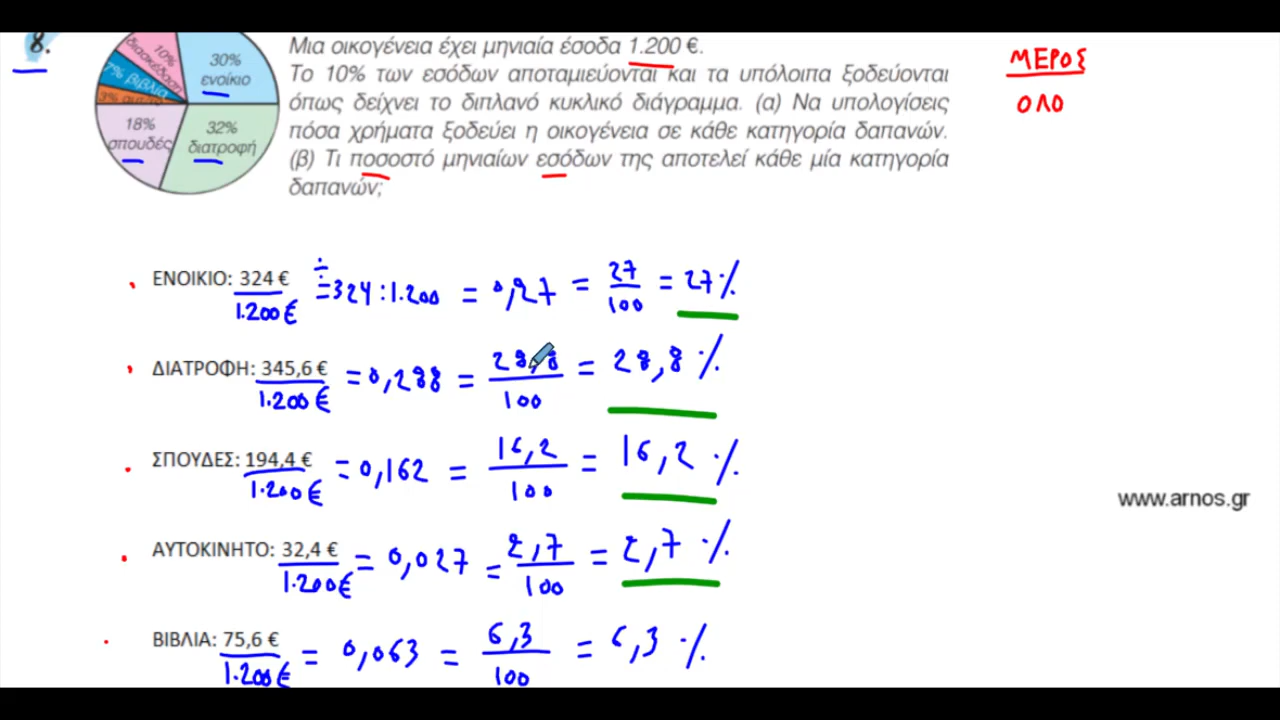 8.
10%
διασκέδαση
30%
ενοίκιο
7% βιβλία
3% αυτοκ.
18%
σπουδές
32%
διατροφή
Μια οικογένεια έχει μηνιαία έσοδα 1.200 €.
Το 10% των εσόδων αποταμιεύονται και τα υπόλοιπα ξοδεύονται
όπως δείχνει το διπλανό κυκλικό διάγραμμα. (α) Να υπολογίσεις
πόσα χρήματα ξοδεύει η οικογένεια σε κάθε κατηγορία δαπανών.
(β) Τι ποσοστό μηνιαίων εσόδων της αποτελεί κάθε μία κατηγορία
δαπανών;
ΜΕΡΟΣ
ΟΛΟ
ΕΝΟΙΚΙΟ: 324 € / 1.200€ = 324 : 1.200 = 0,27 = 27/100 = 27 %
ΔΙΑΤΡΟΦΗ: 345,6 € / 1.200€ = 0,288 = 28,8/100 = 28,8 %
ΣΠΟΥΔΕΣ: 194,4 € / 1.200€ = 0,162 = 16,2/100 = 16,2 %
www.arnos.gr
ΑΥΤΟΚΙΝΗΤΟ: 32,4 € / 1.200€ = 0,027 = 2,7/100 = 2,7 %
ΒΙΒΛΙΑ: 75,6 € / 1.200€ = 0,063 = 6,3/100 = 6,3 %